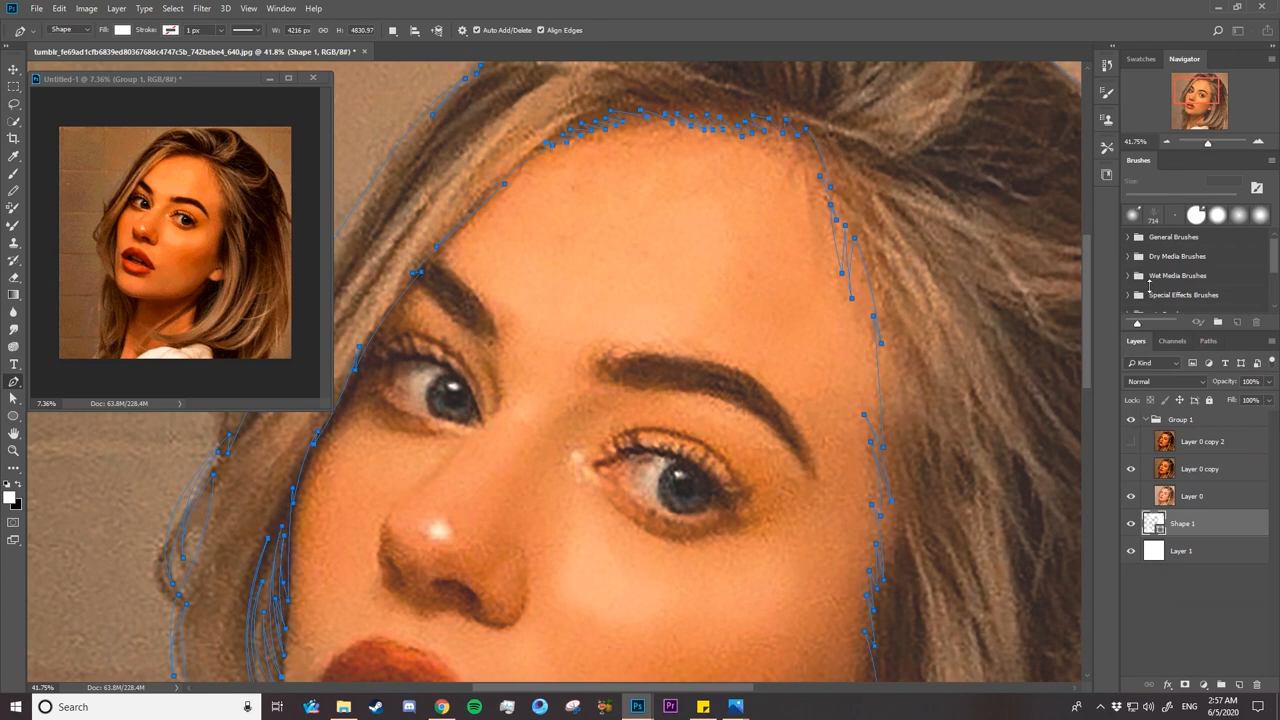 File Edit Image Layer Type Select Filter 3D View Window Help
Shape Fill: Stroke: 1 px W: 4216 px H: 4830.97 Auto Add/Delete Align Edges
tumblr_fe69ad1cfb6839ed8036768dc4747c5b_742bebe4_640.jpg @ 41.8% (Shape 1, RGB/8#) *
Swatches Navigator
Untitled-1 @ 7.36% (Group 1, RGB/8#) *
41.75%
Brushes
Size:
714
General Brushes
Dry Media Brushes
Wet Media Brushes
Special Effects Brushes
Layers Channels Paths
Kind
Normal Opacity: 100%
Lock: Fill: 100%
7.36% Doc: 63.8M/228.4M
Group 1
Layer 0 copy 2
Layer 0 copy
Layer 0
Shape 1
Layer 1
41.75% Doc: 63.8M/228.4M
Search
ENG
2:57 AM
6/5/2020